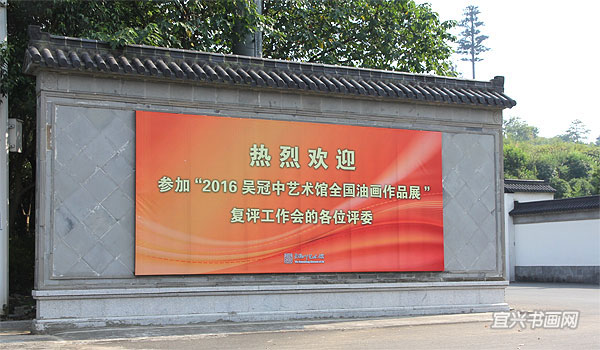 热烈欢迎
参加“2016吴冠中艺术馆全国油画作品展”
复评工作会的各位评委
宜兴书画网